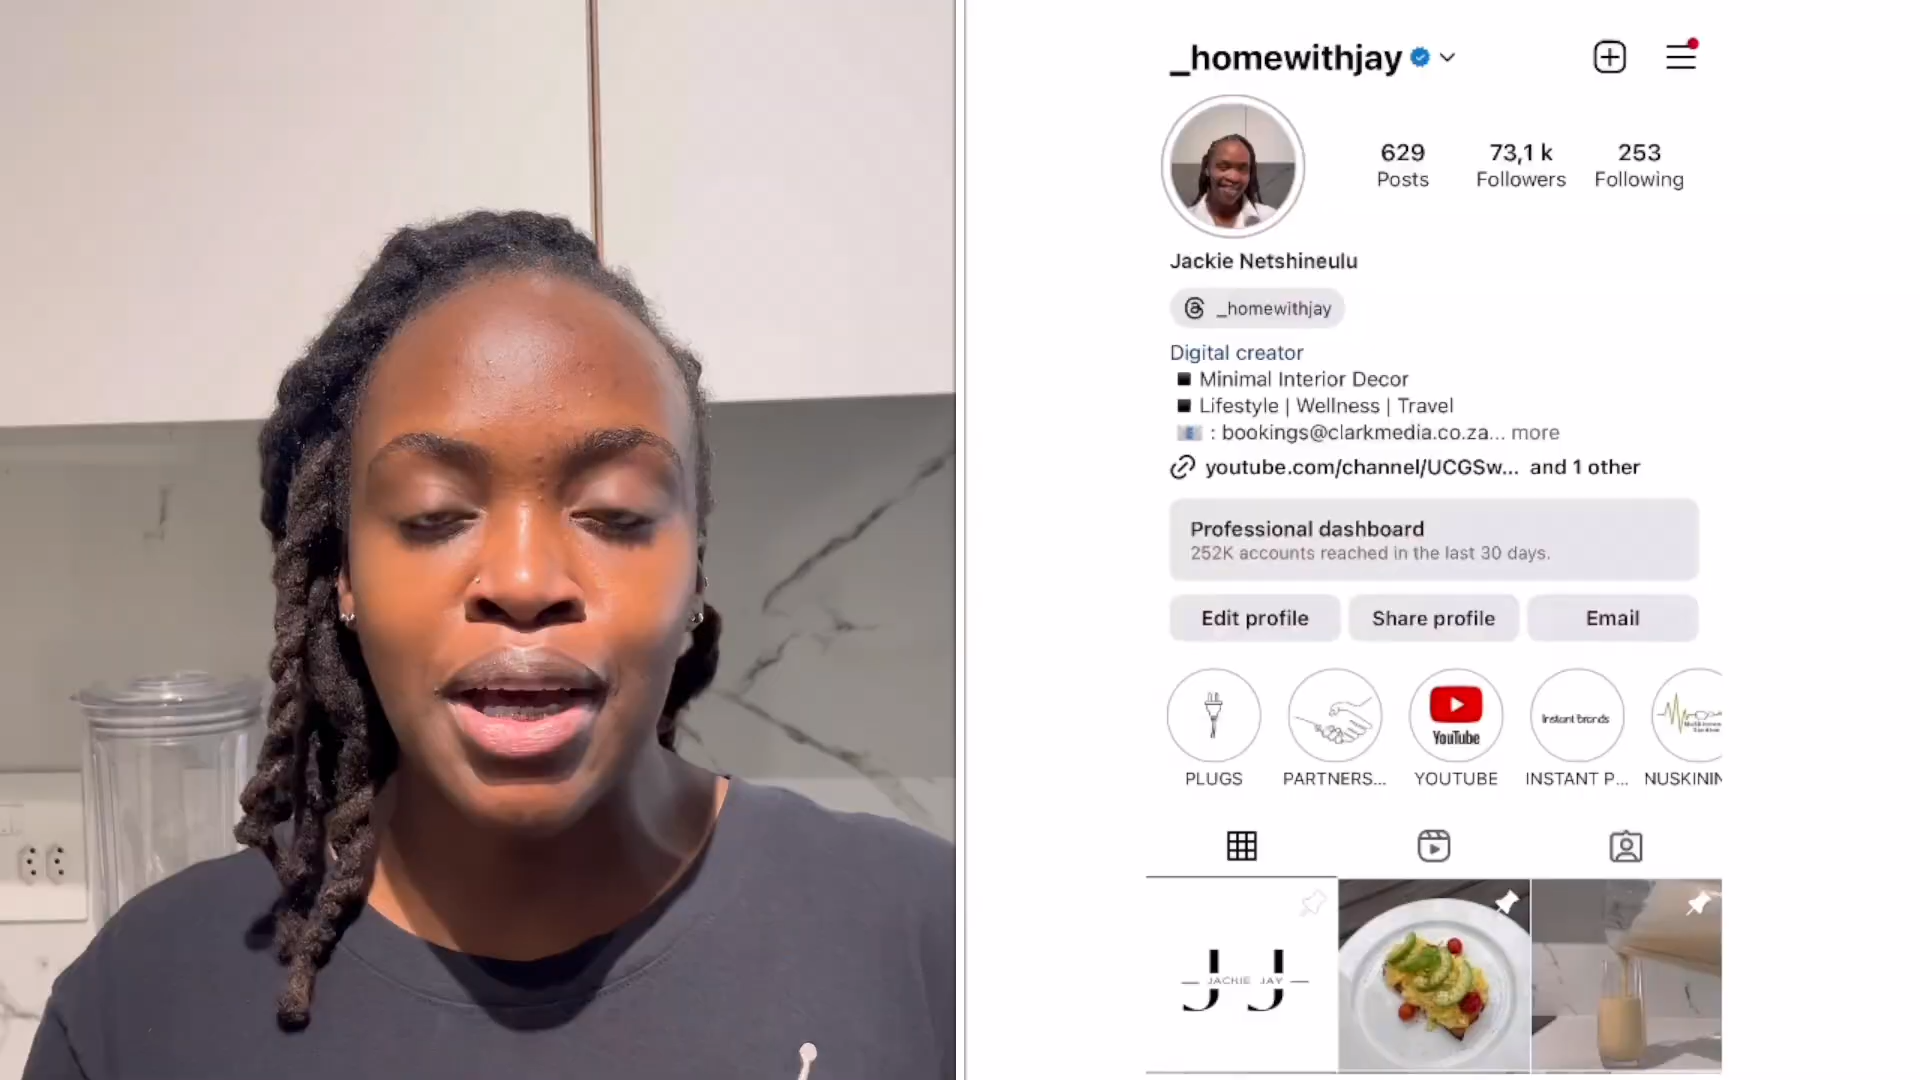 _homewithjay
629
Posts
73,1 k
Followers
253
Following
Jackie Netshineulu
_homewithjay
Digital creator
Minimal Interior Decor
Lifestyle | Wellness | Travel
: bookings@clarkmedia.co.za... more
youtube.com/channel/UCGSw... and 1 other
Professional dashboard
252K accounts reached in the last 30 days.
Edit profile
Share profile
Email
YouTube
Instant brands
PLUGS
PARTNERS...
YOUTUBE
INSTANT P...
NUSKININ
JJ
JACKIE JAY